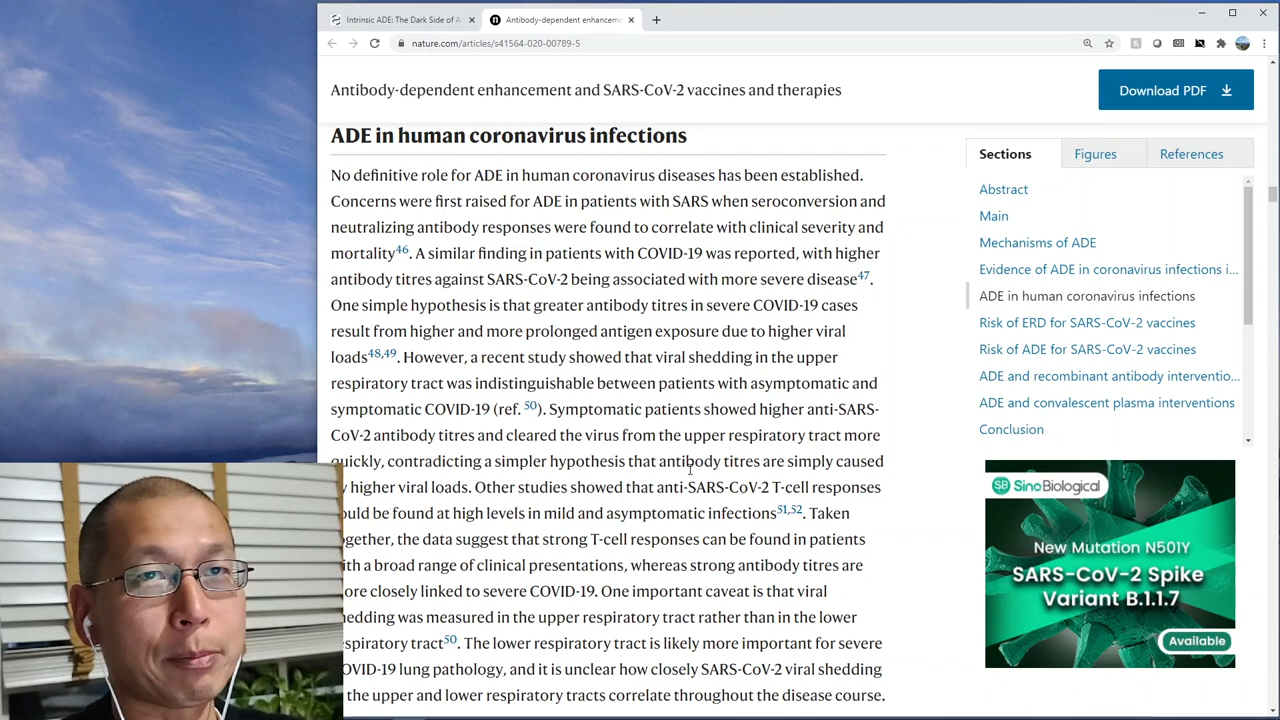 Intrinsic ADE: The Dark Side of A
Antibody-dependent enhancemen
nature.com/articles/s41564-020-00789-5
Antibody-dependent enhancement and SARS-CoV-2 vaccines and therapies
Download PDF
ADE in human coronavirus infections
No definitive role for ADE in human coronavirus diseases has been established.
Concerns were first raised for ADE in patients with SARS when seroconversion and
neutralizing antibody responses were found to correlate with clinical severity and
mortality46. A similar finding in patients with COVID-19 was reported, with higher
antibody titres against SARS-CoV-2 being associated with more severe disease47.
One simple hypothesis is that greater antibody titres in severe COVID-19 cases
result from higher and more prolonged antigen exposure due to higher viral
loads48,49. However, a recent study showed that viral shedding in the upper
respiratory tract was indistinguishable between patients with asymptomatic and
symptomatic COVID-19 (ref. 50). Symptomatic patients showed higher anti-SARS-
CoV-2 antibody titres and cleared the virus from the upper respiratory tract more
quickly, contradicting a simpler hypothesis that antibody titres are simply caused
y higher viral loads. Other studies showed that anti-SARS-CoV-2 T-cell responses
ould be found at high levels in mild and asymptomatic infections51,52. Taken
ogether, the data suggest that strong T-cell responses can be found in patients
ith a broad range of clinical presentations, whereas strong antibody titres are
ore closely linked to severe COVID-19. One important caveat is that viral
hedding was measured in the upper respiratory tract rather than in the lower
espiratory tract50. The lower respiratory tract is likely more important for severe
OVID-19 lung pathology, and it is unclear how closely SARS-CoV-2 viral shedding
the upper and lower respiratory tracts correlate throughout the disease course.
Sections
Figures
References
Abstract
Main
Mechanisms of ADE
Evidence of ADE in coronavirus infections i...
ADE in human coronavirus infections
Risk of ERD for SARS-CoV-2 vaccines
Risk of ADE for SARS-CoV-2 vaccines
ADE and recombinant antibody interventio...
ADE and convalescent plasma interventions
Conclusion
SB SinoBiological
New Mutation N501Y
SARS-CoV-2 Spike
Variant B.1.1.7
Available